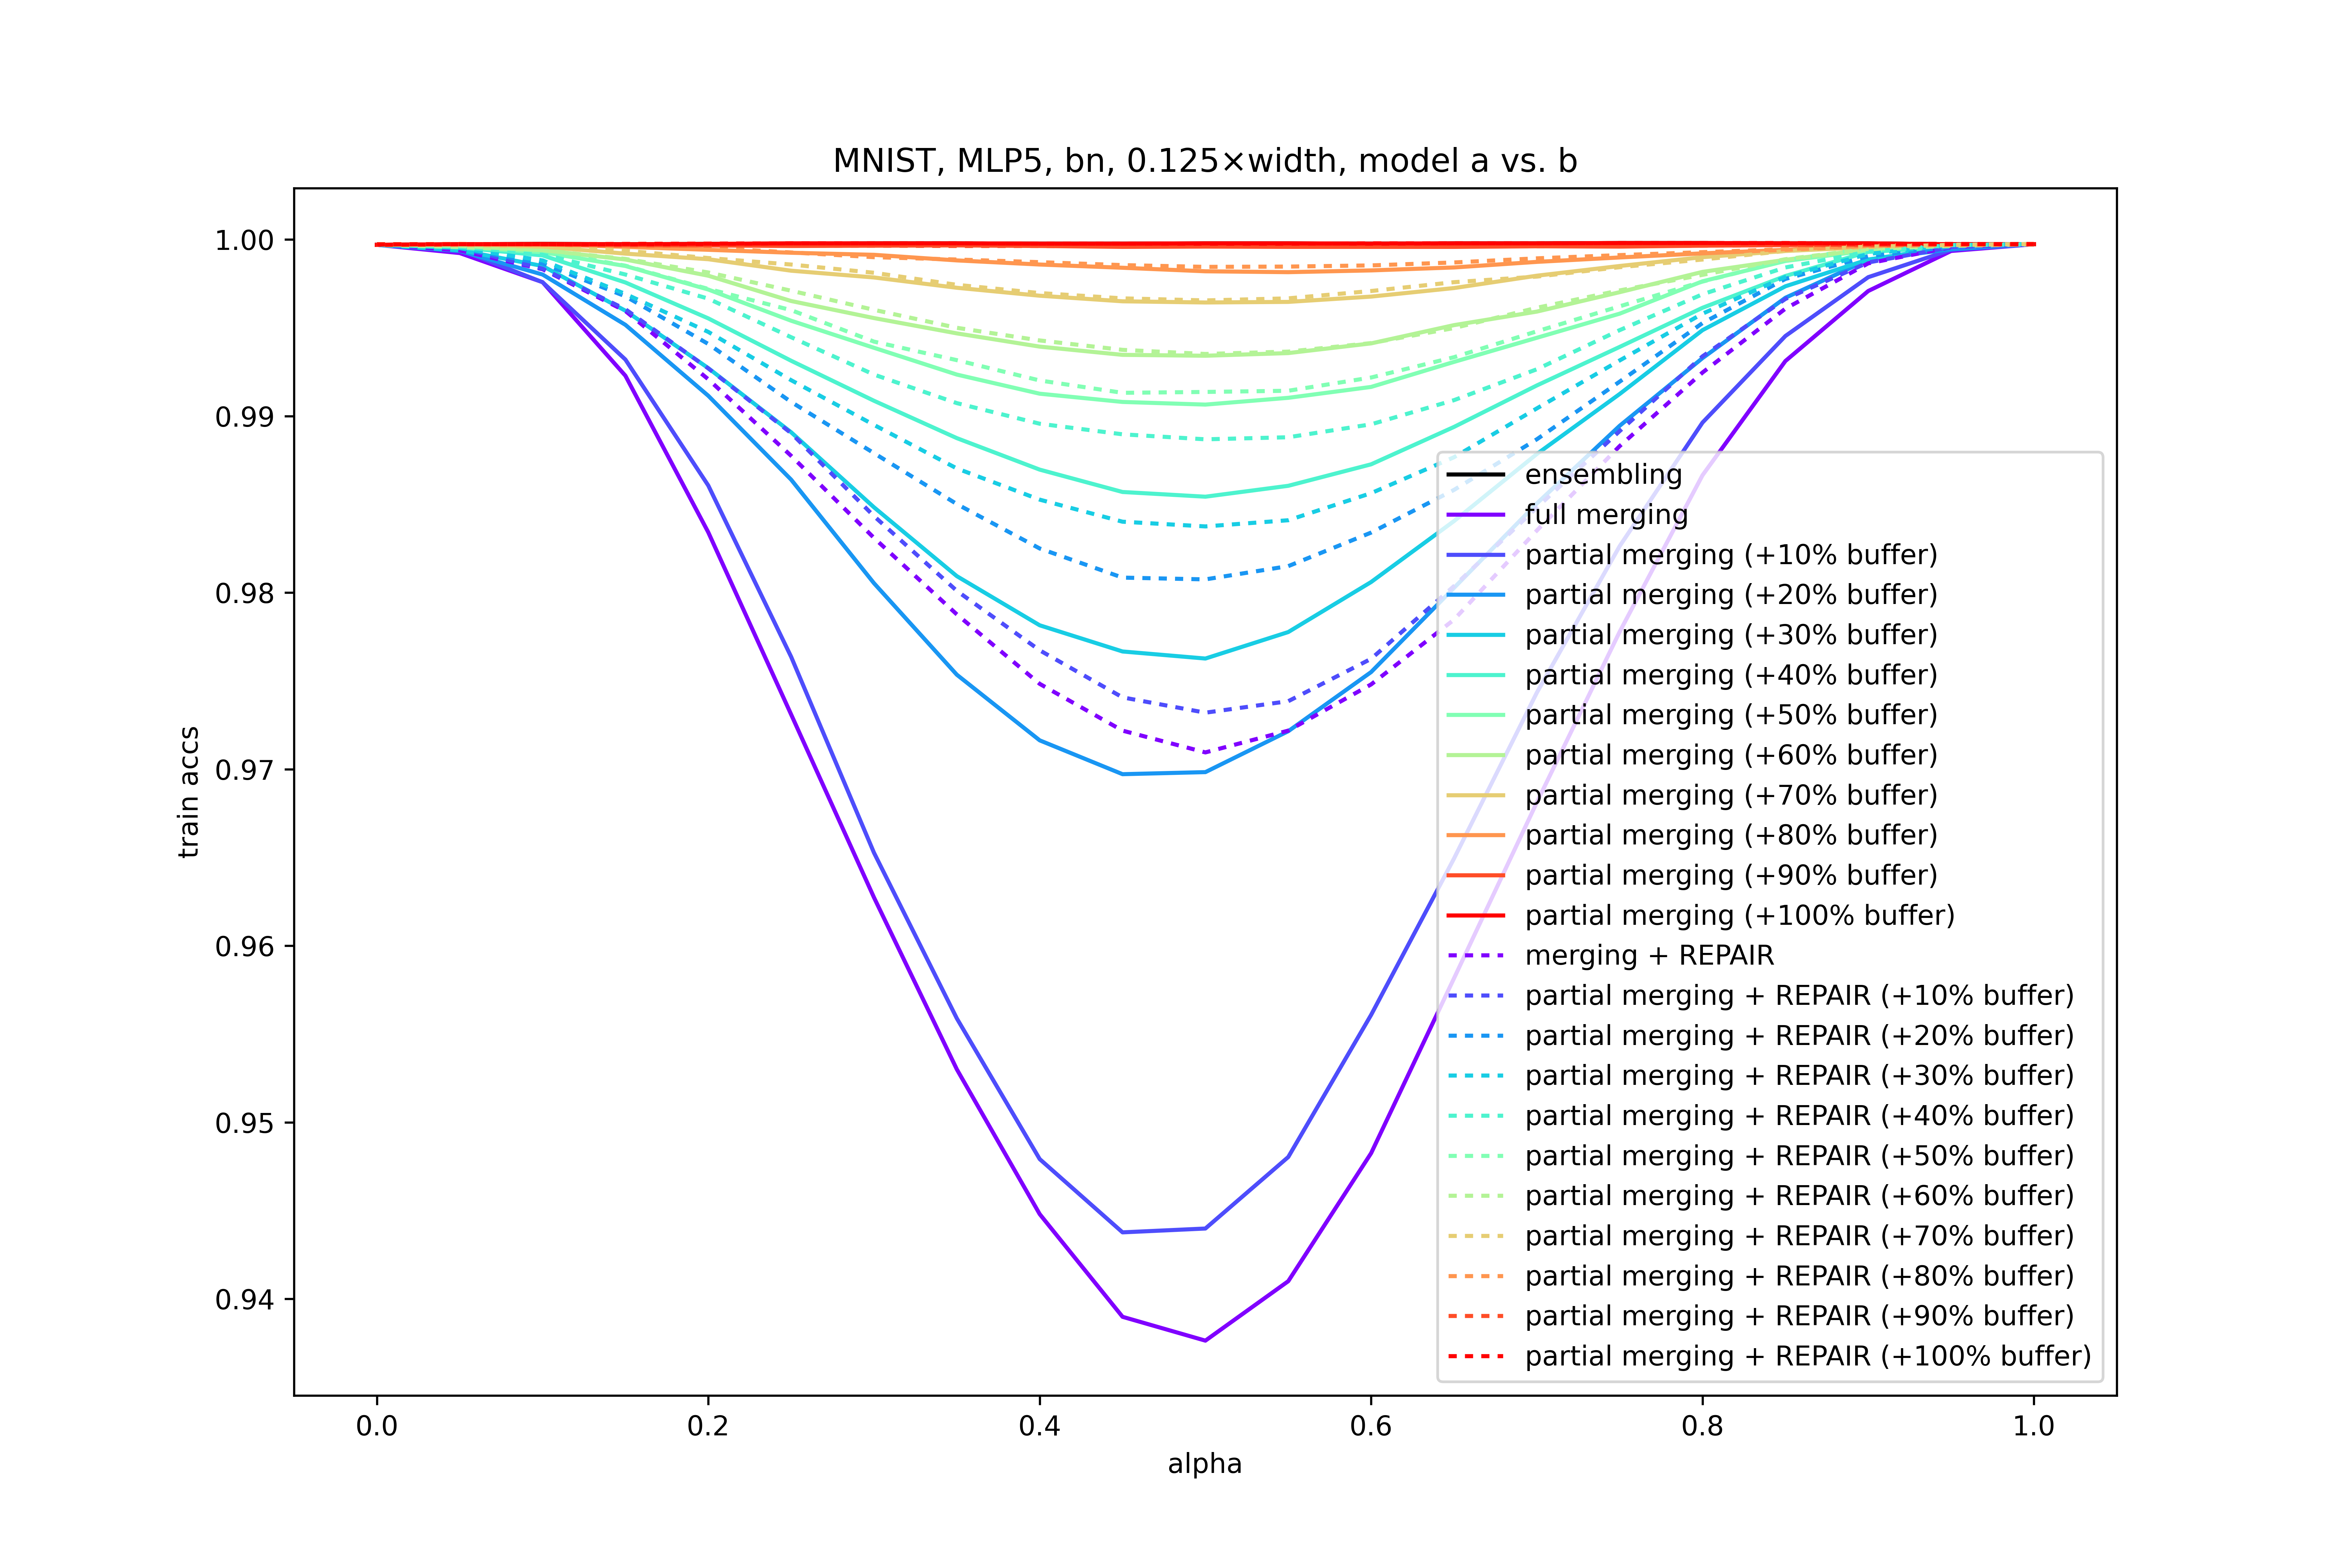 MNIST, MLP5, bn, 0.125×width, model a vs. b
train accs
1.00
0.99
0.98
0.97
0.96
0.95
0.94
ensembling
full merging
partial merging (+10% buffer)
partial merging (+20% buffer)
partial merging (+30% buffer)
partial merging (+40% buffer)
partial merging (+50% buffer)
partial merging (+60% buffer)
partial merging (+70% buffer)
partial merging (+80% buffer)
partial merging (+90% buffer)
partial merging (+100% buffer)
merging + REPAIR
partial merging + REPAIR (+10% buffer)
partial merging + REPAIR (+20% buffer)
partial merging + REPAIR (+30% buffer)
partial merging + REPAIR (+40% buffer)
partial merging + REPAIR (+50% buffer)
partial merging + REPAIR (+60% buffer)
partial merging + REPAIR (+70% buffer)
partial merging + REPAIR (+80% buffer)
partial merging + REPAIR (+90% buffer)
partial merging + REPAIR (+100% buffer)
0.0 0.2 0.4 0.6 0.8 1.0
alpha